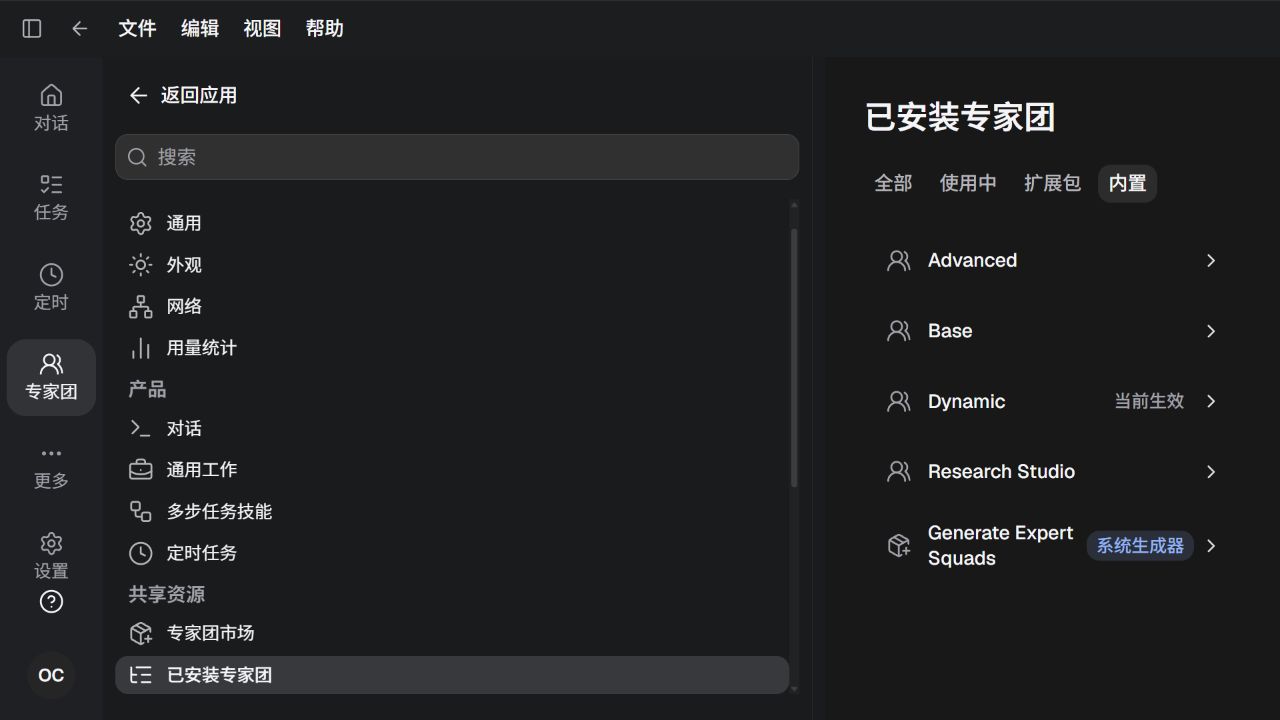 文件 编辑 视图 帮助
对话
任务
定时
专家团
更多
设置
OC
返回应用
搜索
通用
外观
网络
用量统计
产品
对话
通用工作
多步任务技能
定时任务
共享资源
专家团市场
已安装专家团
已安装专家团
全部 使用中 扩展包 内置
Advanced
Base
Dynamic 当前生效
Research Studio
Generate Expert
Squads
系统生成器